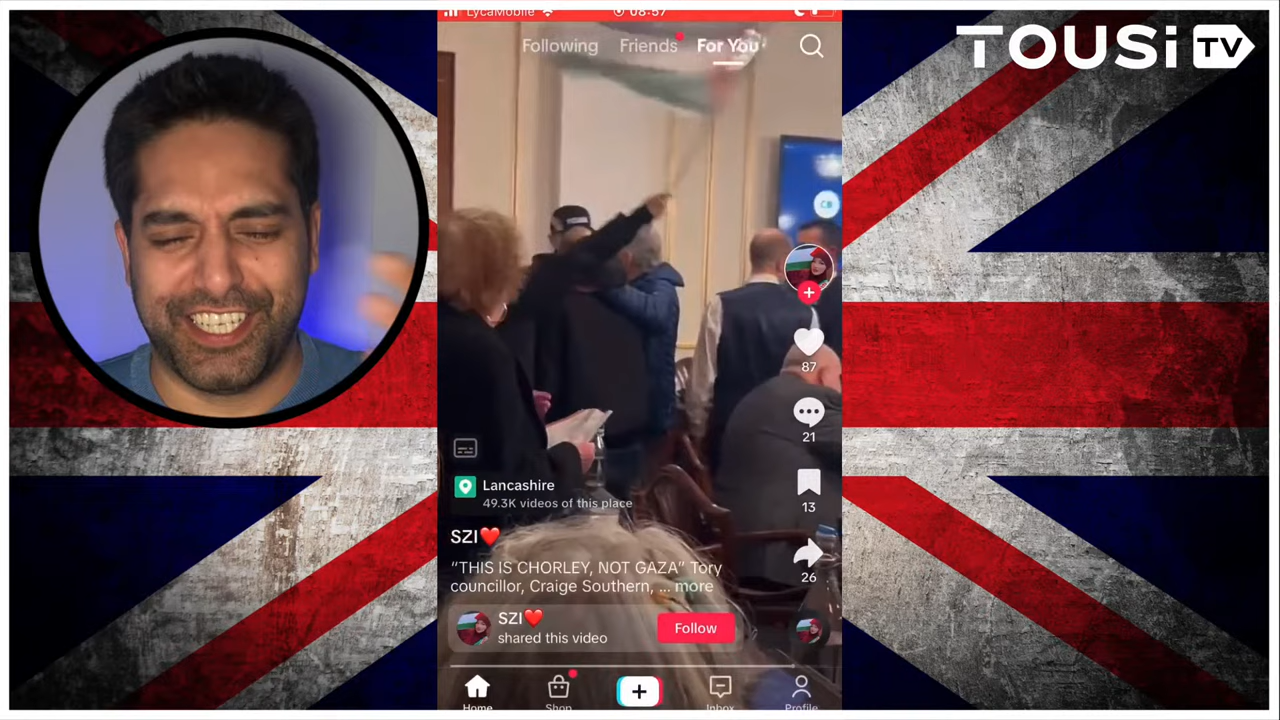 TOUSi TV
LycaMobile 08:57
Following Friends For You
87
21
13
26
Lancashire
49.3K videos of this place
SZI❤️
“THIS IS CHORLEY, NOT GAZA” Tory
councillor, Craige Southern, ... more
SZI❤️
shared this video
Follow
Home Shop Inbox Profile